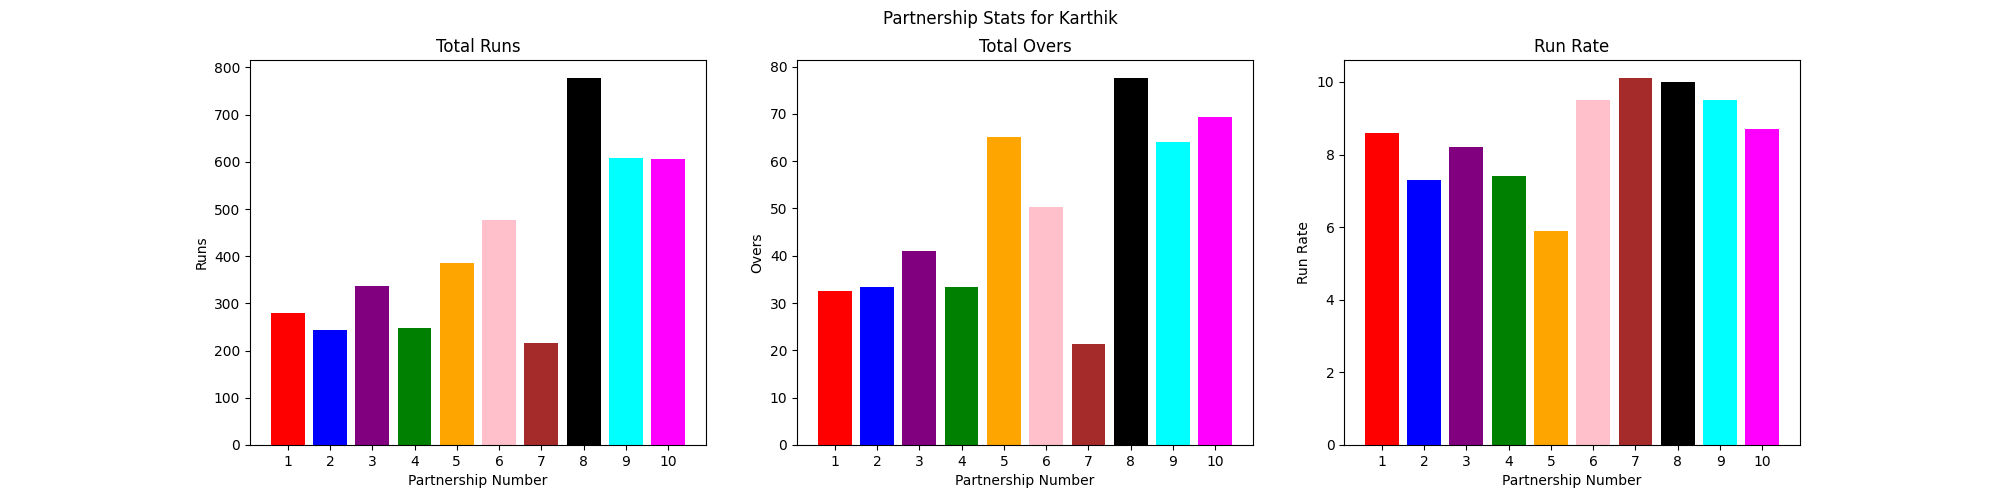 Partnership Stats for Karthik
Total Runs
Runs
800
700
600
500
400
300
200
100
0
1 2 3 4 5 6 7 8 9 10
Partnership Number
Total Overs
Overs
80
70
60
50
40
30
20
10
0
1 2 3 4 5 6 7 8 9 10
Partnership Number
Run Rate
Run Rate
10
8
6
4
2
0
1 2 3 4 5 6 7 8 9 10
Partnership Number